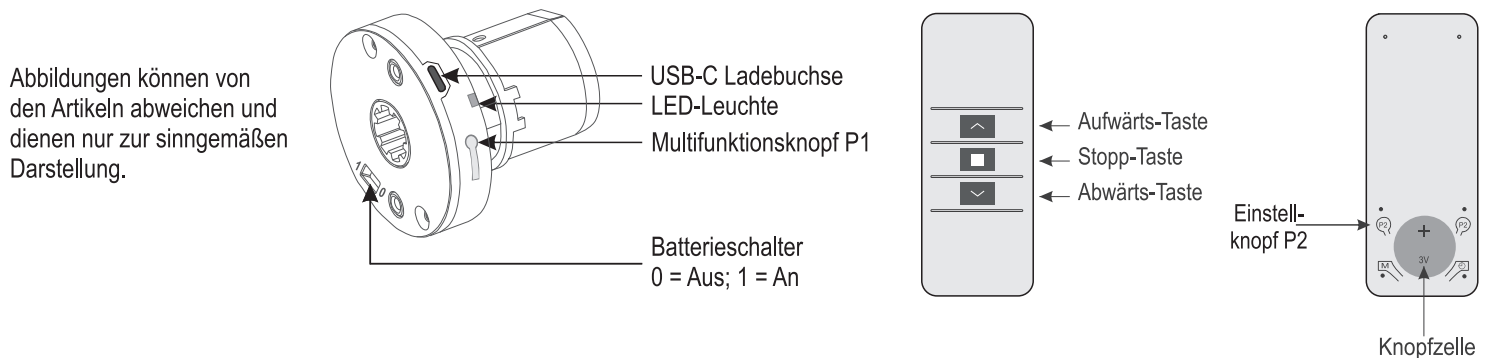 Abbildungen können von
den Artikeln abweichen und
dienen nur zur sinngemäßen
Darstellung.
USB-C Ladebuchse
LED-Leuchte
Multifunktionsknopf P1
1
0
Batterieschalter
0 = Aus; 1 = An
Aufwärts-Taste
Stopp-Taste
Abwärts-Taste
Einstell-
knopf P2
P2
P2
+
3V
M
Knopfzelle